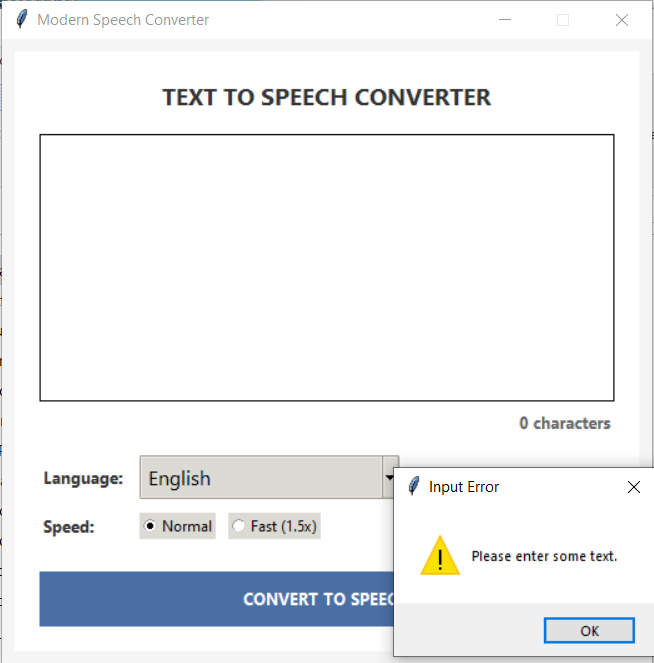 Modern Speech Converter
TEXT TO SPEECH CONVERTER
0 characters
Language: English
Speed: Normal Fast (1.5x)
CONVERT TO SPEEC
Input Error
Please enter some text.
OK